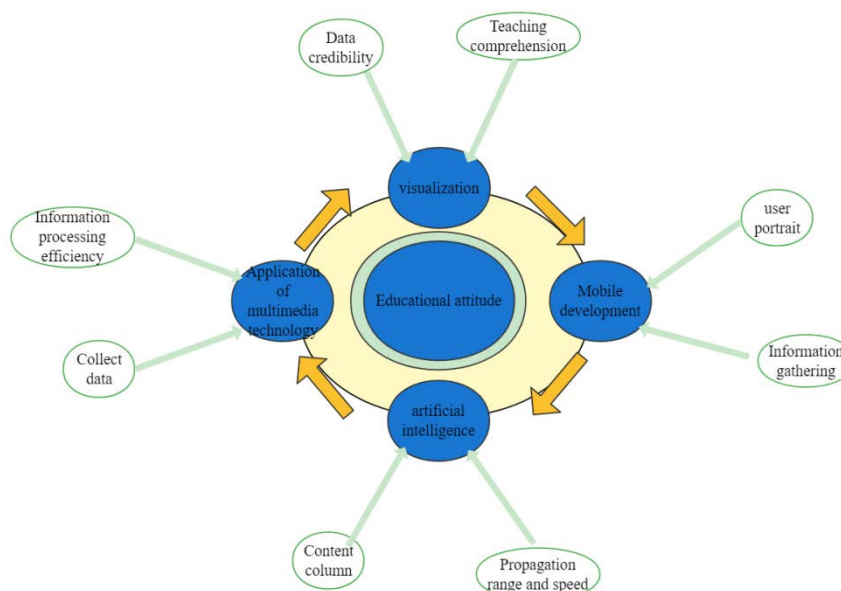 Data
credibility
Teaching
comprehension
visualization
Information
processing
efficiency
user
portrait
Application
of
multimedia
technology
Educational attitude
Mobile
development
Collect
data
Information
gathering
artificial
intelligence
Content
column
Propagation
range and speed